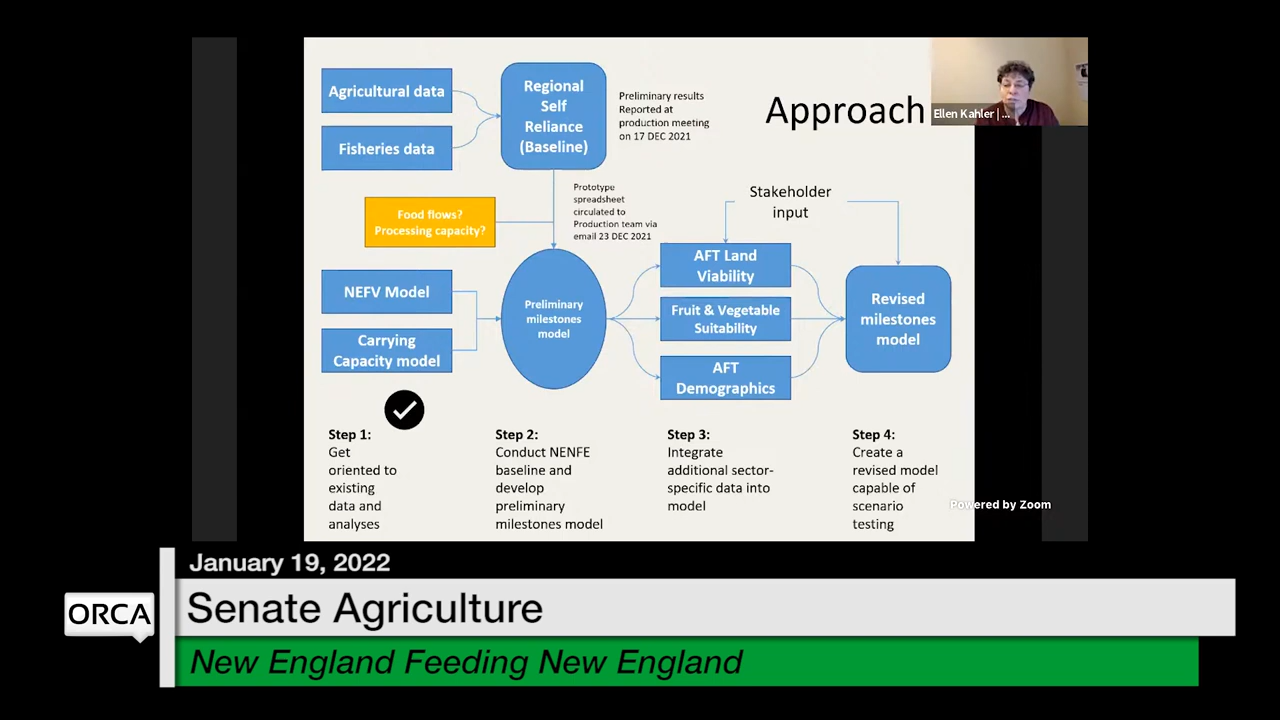 Agricultural data
Fisheries data
Regional
Self
Reliance
(Baseline)
Preliminary results
Reported at
production meeting
on 17 DEC 2021
Approach
Ellen Kahler | ...
Food flows?
Processing capacity?
Prototype
spreadsheet
circulated to
Production team via
email 23 DEC 2021
Stakeholder
input
NEFV Model
Carrying
Capacity model
Preliminary
milestones
model
AFT Land
Viability
Fruit & Vegetable
Suitability
AFT
Demographics
Revised
milestones
model
Step 1:
Get
oriented to
existing
data and
analyses
Step 2:
Conduct NENFE
baseline and
develop
preliminary
milestones model
Step 3:
Integrate
additional sector-
specific data into
model
Step 4:
Create a
revised model
capable of
scenario
testing
Powered by Zoom
January 19, 2022
ORCA
Senate Agriculture
New England Feeding New England